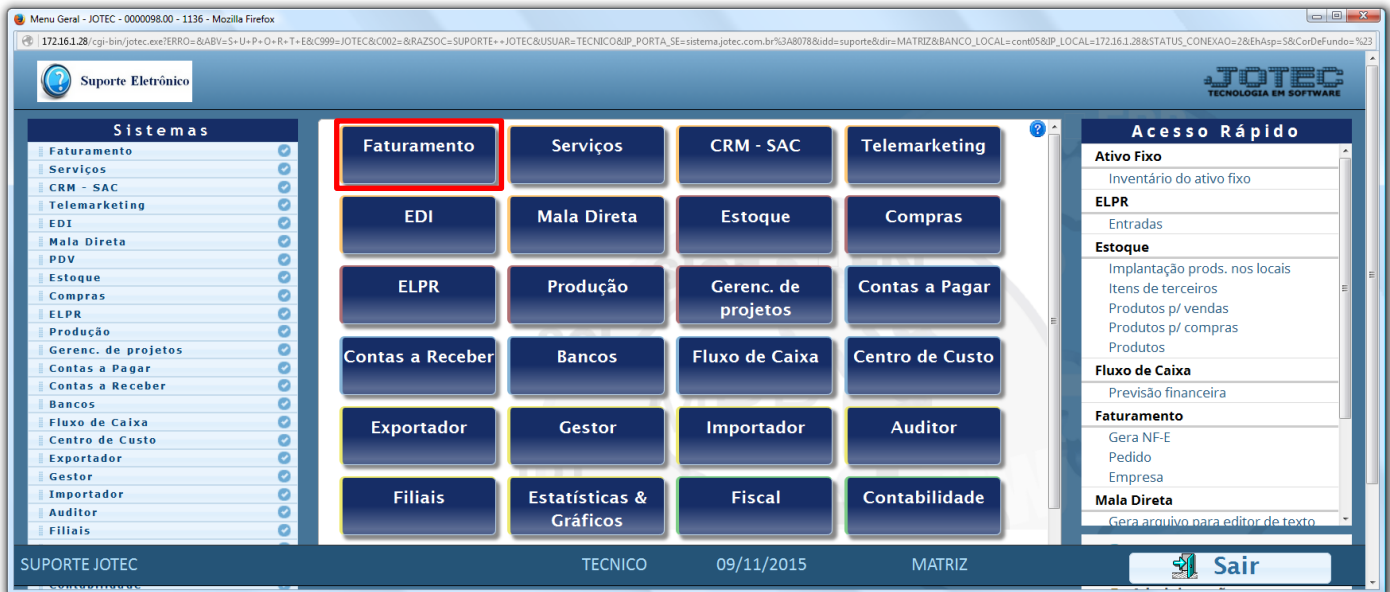 Menu Geral - JOTEC - 0000098.00 - 1136 - Mozilla Firefox
172.16.1.28/cgi-bin/jotec.exe?ERRO=&ABV=S+U+P+O+R+T+E&C999=JOTEC&C002=&RAZSOC=SUPORTE++JOTEC&USUAR=TECNICO&IP_PORTA_SE=sistema.jotec.com.br%3A8078&idd=suporte&dir=MATRIZ&BANCO_LOCAL=cont05&IP_LOCAL=172.16.1.28&STATUS_CONEXAO=2&EhAsp=S&CorDeFundo=%23
Suporte Eletrônico
JOTEC
TECNOLOGIA EM SOFTWARE
Sistemas
Faturamento
Serviços
CRM - SAC
Telemarketing
EDI
Mala Direta
PDV
Estoque
Compras
ELPR
Produção
Gerenc. de projetos
Contas a Pagar
Contas a Receber
Bancos
Fluxo de Caixa
Centro de Custo
Exportador
Gestor
Importador
Auditor
Filiais
Faturamento
Serviços
CRM - SAC
Telemarketing
EDI
Mala Direta
Estoque
Compras
ELPR
Produção
Gerenc. de
projetos
Contas a Pagar
Contas a Receber
Bancos
Fluxo de Caixa
Centro de Custo
Exportador
Gestor
Importador
Auditor
Filiais
Estatísticas &
Gráficos
Fiscal
Contabilidade
Acesso Rápido
Ativo Fixo
Inventário do ativo fixo
ELPR
Entradas
Estoque
Implantação prods. nos locais
Itens de terceiros
Produtos p/ vendas
Produtos p/ compras
Produtos
Fluxo de Caixa
Previsão financeira
Faturamento
Gera NF-E
Pedido
Empresa
Mala Direta
Gera arquivo para editor de texto
SUPORTE JOTEC
TECNICO
09/11/2015
MATRIZ
Sair